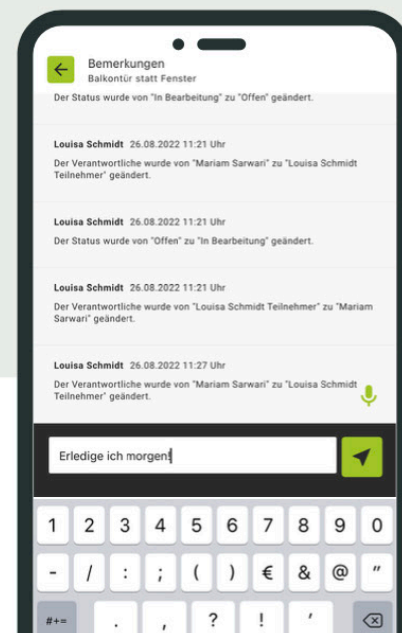 Bemerkungen
Balkontür statt Fenster
Der Status wurde von "In Bearbeitung" zu "Offen" geändert.
Louisa Schmidt 26.08.2022 11:21 Uhr
Der Verantwortliche wurde von "Mariam Sarwari" zu "Louisa Schmidt
Teilnehmer" geändert.
Louisa Schmidt 26.08.2022 11:21 Uhr
Der Status wurde von "Offen" zu "In Bearbeitung" geändert.
Louisa Schmidt 26.08.2022 11:21 Uhr
Der Verantwortliche wurde von "Louisa Schmidt Teilnehmer" zu "Mariam
Sarwari" geändert.
Louisa Schmidt 26.08.2022 11:27 Uhr
Der Verantwortliche wurde von "Mariam Sarwari" zu "Louisa Schmidt
Teilnehmer" geändert.
Erledige ich morgen!
1 2 3 4 5 6 7 8 9 0
- / : ; ( ) € & @ "
#+= . , ? ! '